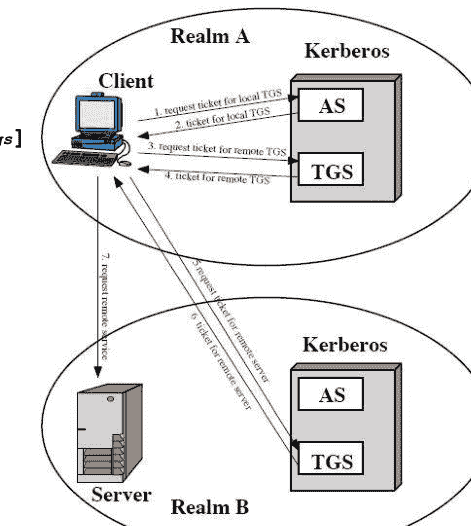 Realm A
Kerberos
Client
AS
1. request ticket for local TGS
2. ticket for local TGS
gs]
3. request ticket for remote TGS
TGS
4. ticket for remote TGS
5 request ticket for remote server
6. ticket for remote server
7. request remote service
Kerberos
AS
TGS
Server
Realm B